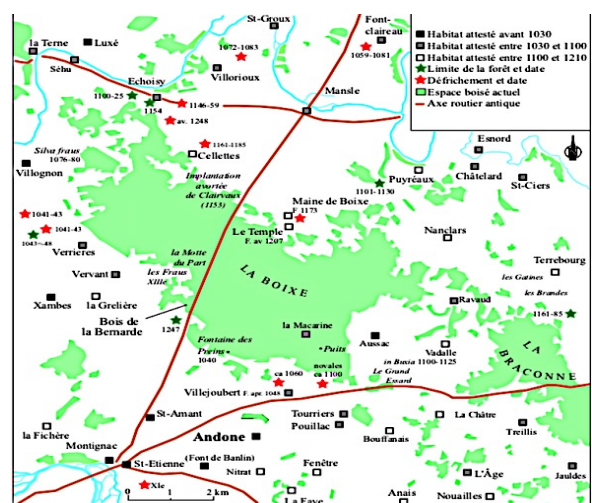 St-Groux
Font-
claireau
la Terne
Luxé
1072-1083
1059-1081
Séhu
Villorioux
Echoisy
Mansle
1100-25
1154
1146-59
av. 1248
Silva fraus
1076-80
1161-1185
Cellettes
Villognon
Implantation
avortée
de Clairvaux
(1153)
Habitat attesté avant 1030
Habitat attesté entre 1030 et 1100
Habitat attesté entre 1100 et 1210
Limite de la forêt et date
Défrichement et date
Espace boisé actuel
Axe routier antique
Esnord
N
Puyréaux
Châtelard
St-Ciers
1101-1130
Maine de Boixe
F 1173
Le Temple
F. av 1207
Nanclars
1041-43
1041-43
Verrières
la Motte
du Part
les Fraus
XIIIe
LA BOIXE
Terrebourg
les Gatines
les Brandes
Vervant
Xambes
la Grelière
Bois de
la Bernarde
1247
Ravaud
1161-85
la Macarine
Fontaine des
1040
Puits
Aussac
Vadalle
in Buxia 1100-1125
Le Grand
Essard
LA
BRACONNE
ca 1060
novales
ca 1100
Villejoubert F. apr. 1048
St-Amant
Tourriers
Pouillac
La Châtre
Treillis
la Fichère
Andone
Bouffanais
Montignac
St-Etienne
(Font de Banlin)
Nitrat
Fenêtre
L'Âge
Jauldes
XIe
0
2 km
La Faye
Anais
Nouailles